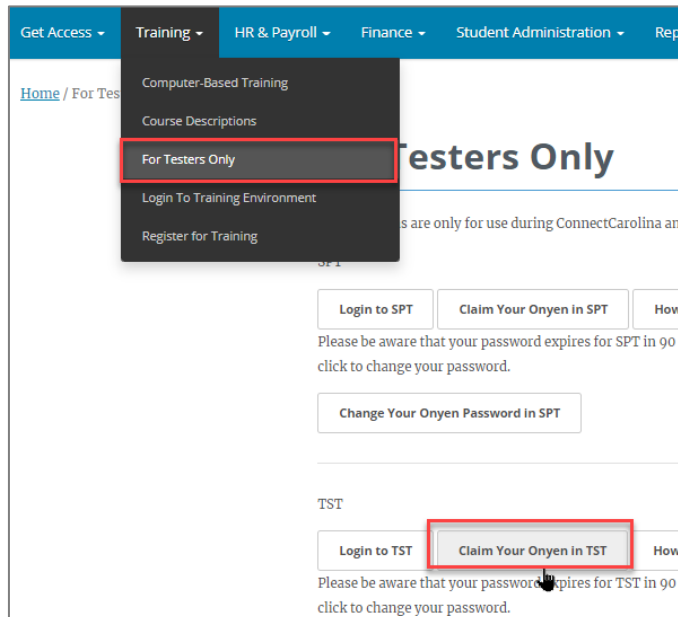 Get Access Training HR & Payroll Finance Student Administration Rep
Home / For Tes
Computer-Based Training
Course Descriptions
For Testers Only
Login To Training Environment
Register for Training
esters Only
s are only for use during ConnectCarolina an
SPT
Login to SPT Claim Your Onyen in SPT How
Please be aware that your password expires for SPT in 90
click to change your password.
Change Your Onyen Password in SPT
TST
Login to TST Claim Your Onyen in TST How
Please be aware that your password expires for TST in 90
click to change your password.